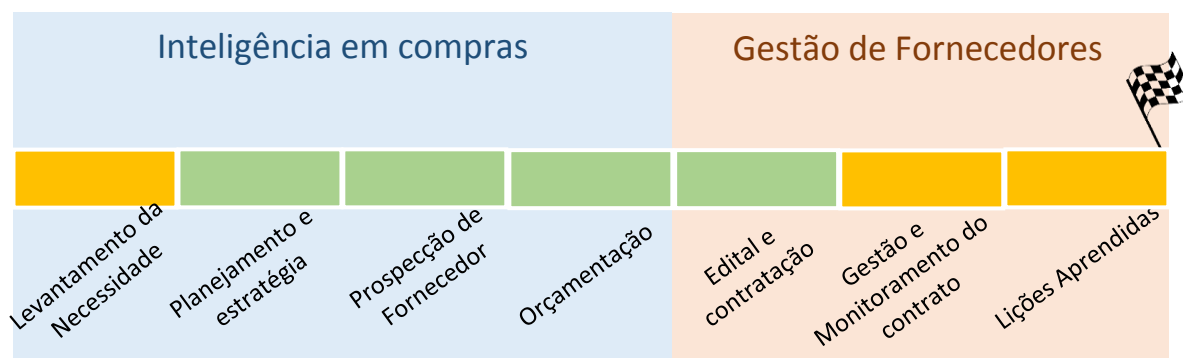 Inteligência em compras
Gestão de Fornecedores
Levantamento da
Necessidade
Planejamento e
estratégia
Prospecção de
Fornecedor
Orçamentação
Edital e
contratação
Gestão e
Monitoramento do
contrato
Lições Aprendidas